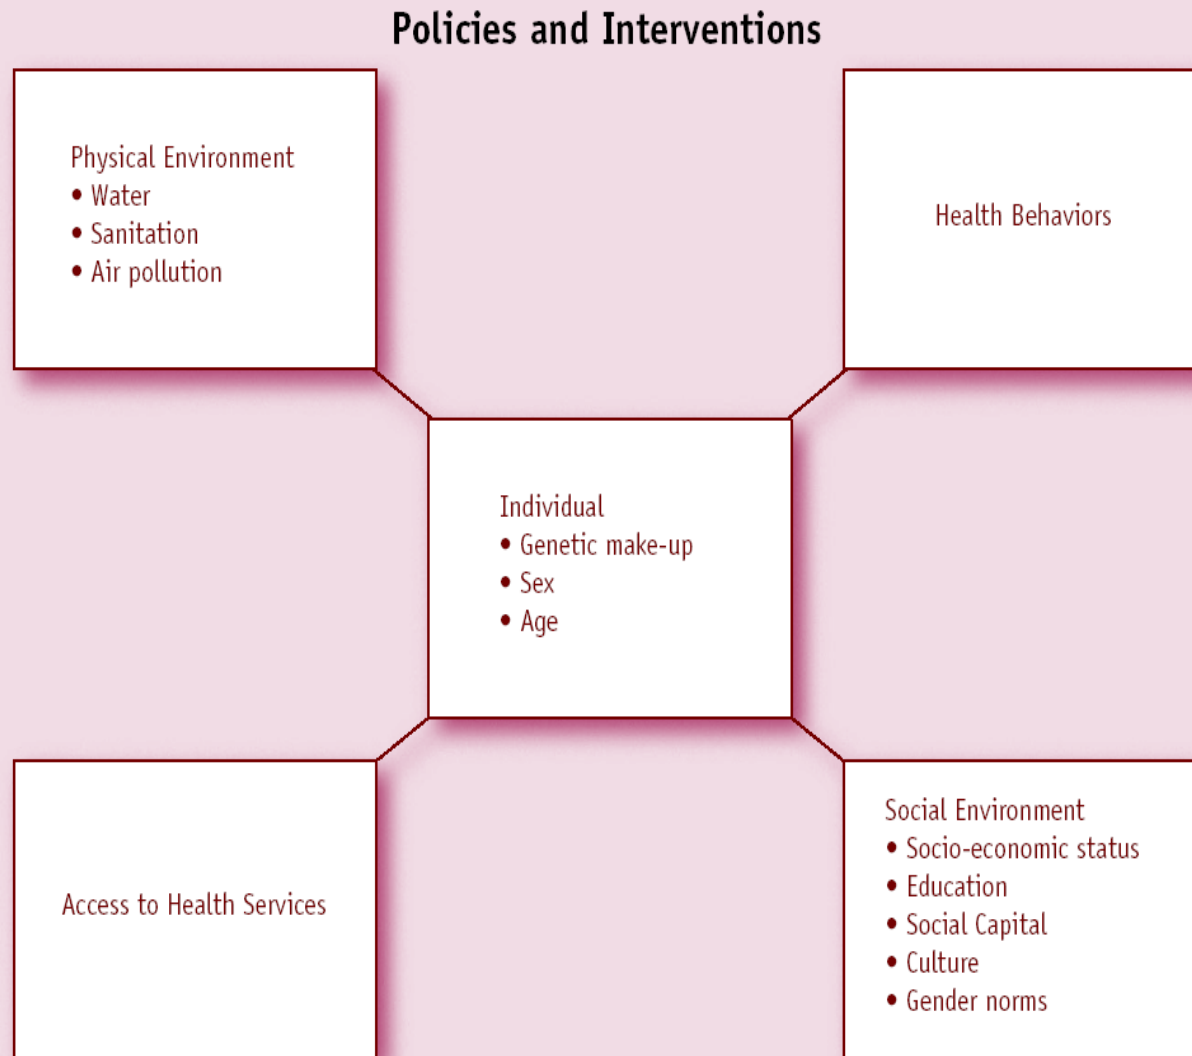 Policies and Interventions
Physical Environment
• Water
• Sanitation
• Air pollution
Health Behaviors
Individual
• Genetic make-up
• Sex
• Age
Access to Health Services
Social Environment
• Socio-economic status
• Education
• Social Capital
• Culture
• Gender norms